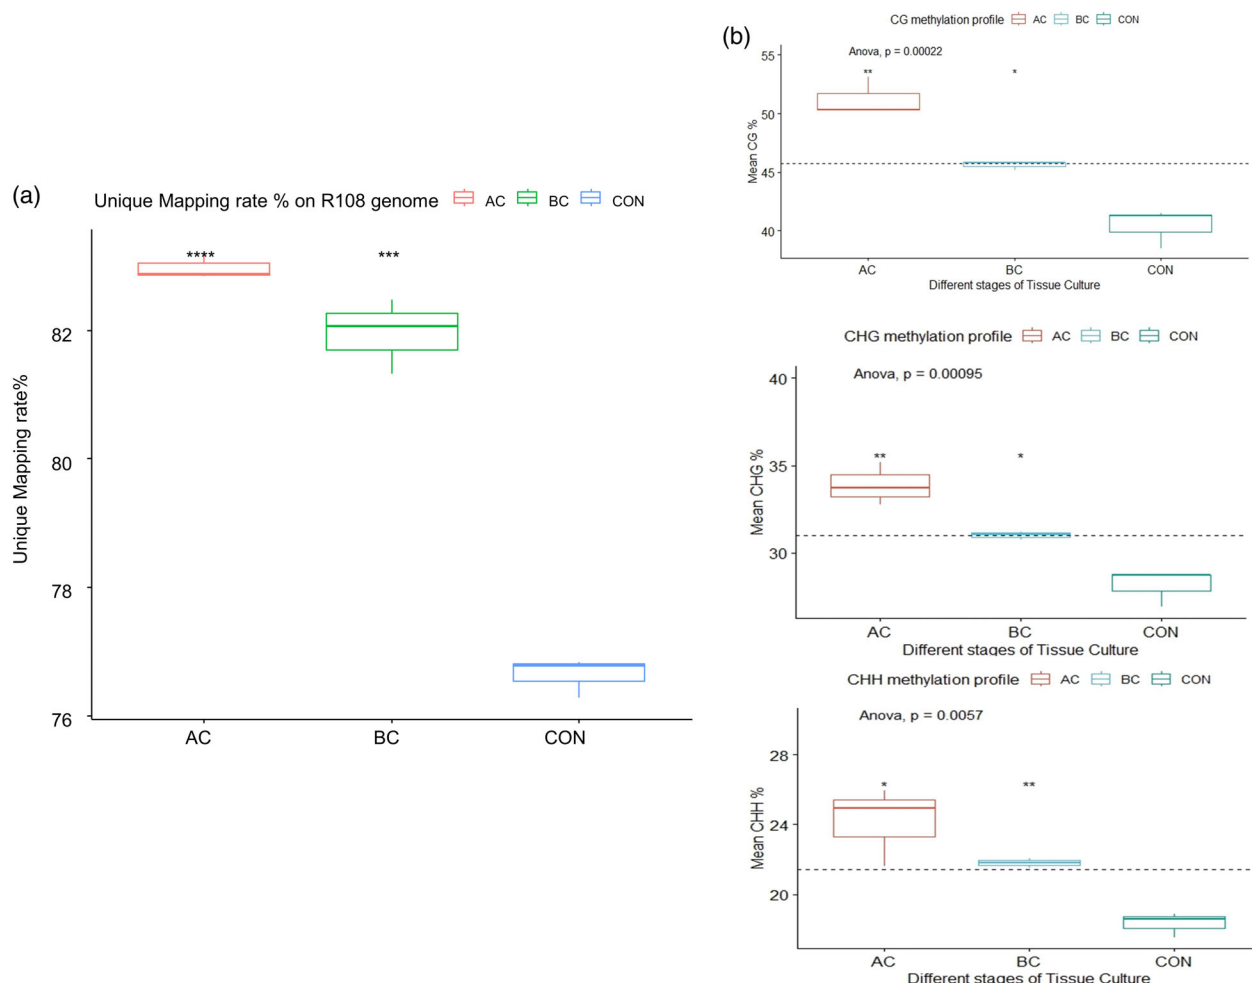 (a)
Unique Mapping rate % on R108 genome AC BC CON
**** ***
Unique Mapping rate%
82
80
78
76
AC BC CON
(b)
CG methylation profile AC BC CON
Anova, p = 0.00022
** *
Mean CG %
55
50
45
40
AC BC CON
Different stages of Tissue Culture
CHG methylation profile AC BC CON
Anova, p = 0.00095
** *
Mean CHG %
40
35
30
AC BC CON
Different stages of Tissue Culture
CHH methylation profile AC BC CON
Anova, p = 0.0057
* **
Mean CHH %
28
24
20
AC BC CON
Different stages of Tissue Culture